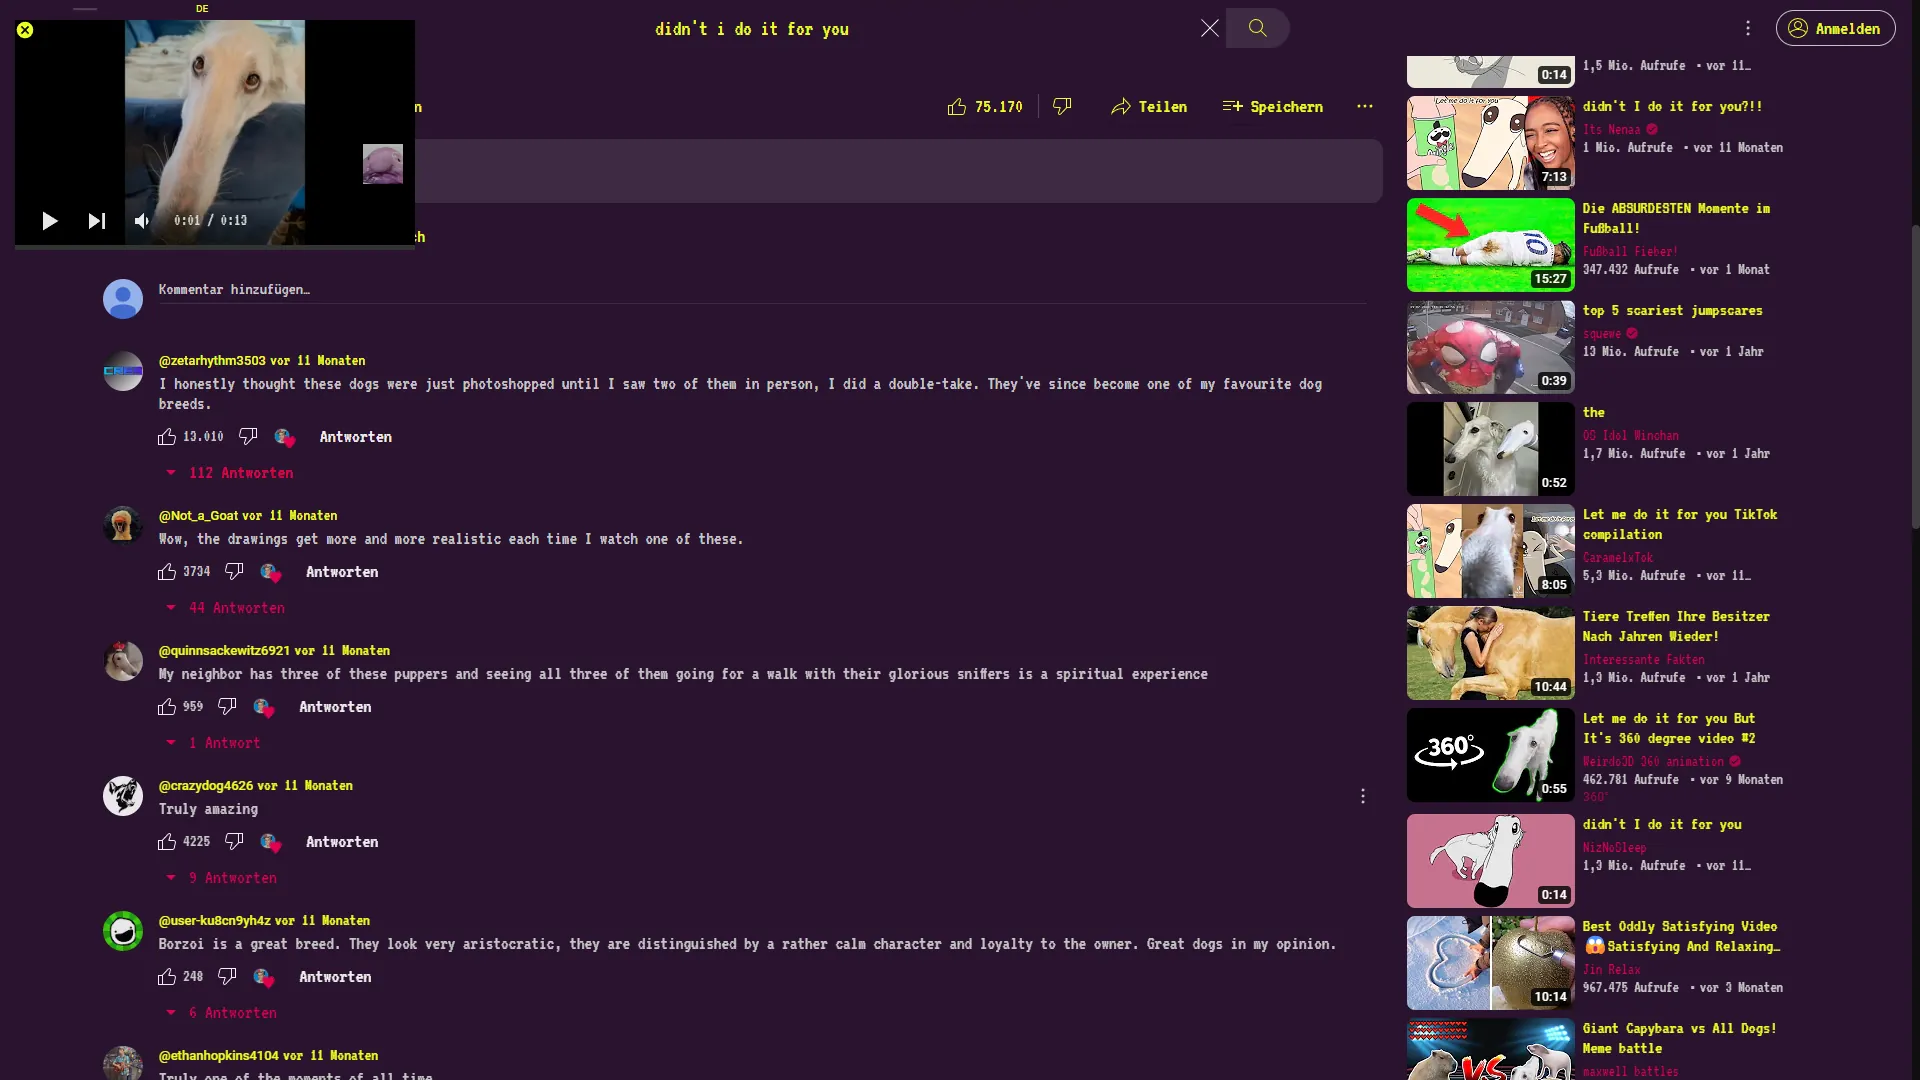 DE
didn't i do it for you
Anmelden
n
75.170
Teilen
Speichern
0:01 / 0:13
ch
Kommentar hinzufügen…
@zetarhythm3503 vor 11 Monaten
I honestly thought these dogs were just photoshopped until I saw two of them in person, I did a double-take. They've since become one of my favourite dog
breeds.
13.010
Antworten
112 Antworten
@Not_a_Goat vor 11 Monaten
Wow, the drawings get more and more realistic each time I watch one of these.
3734
Antworten
44 Antworten
@quinnsackewitz6921 vor 11 Monaten
My neighbor has three of these puppers and seeing all three of them going for a walk with their glorious sniffers is a spiritual experience
959
Antworten
1 Antwort
@crazydog4626 vor 11 Monaten
Truly amazing
4225
Antworten
9 Antworten
@user-ku8cn9yh4z vor 11 Monaten
Borzoi is a great breed. They look very aristocratic, they are distinguished by a rather calm character and loyalty to the owner. Great dogs in my opinion.
248
Antworten
6 Antworten
@ethanhopkins4104 vor 11 Monaten
Truly one of the moments of all time
0:14
1,5 Mio. Aufrufe • vor 11…
Let me do it for you
7:13
didn't I do it for you?!!
Its Nenaa
1 Mio. Aufrufe • vor 11 Monaten
10
15:27
Die ABSURDESTEN Momente im
Fußball!
Fußball Fieber!
347.432 Aufrufe • vor 1 Monat
0:39
top 5 scariest jumpscares
squewe
13 Mio. Aufrufe • vor 1 Jahr
0:52
the
OS Idol Winchan
1,7 Mio. Aufrufe • vor 1 Jahr
8:05
Let me do it for you TikTok
compilation
CaramelxTok
5,3 Mio. Aufrufe • vor 11…
10:44
Tiere Treffen Ihre Besitzer
Nach Jahren Wieder!
Interessante Fakten
1,3 Mio. Aufrufe • vor 1 Jahr
360°
0:55
Let me do it for you But
It's 360 degree video #2
Weirdo3D 360 animation
462.781 Aufrufe • vor 9 Monaten
360°
0:14
didn't I do it for you
NizNoSleep
1,3 Mio. Aufrufe • vor 11…
10:14
Best Oddly Satisfying Video
😱Satisfying And Relaxing…
Jin Relax
967.475 Aufrufe • vor 3 Monaten
VS
Giant Capybara vs All Dogs!
Meme battle
maxwell battles